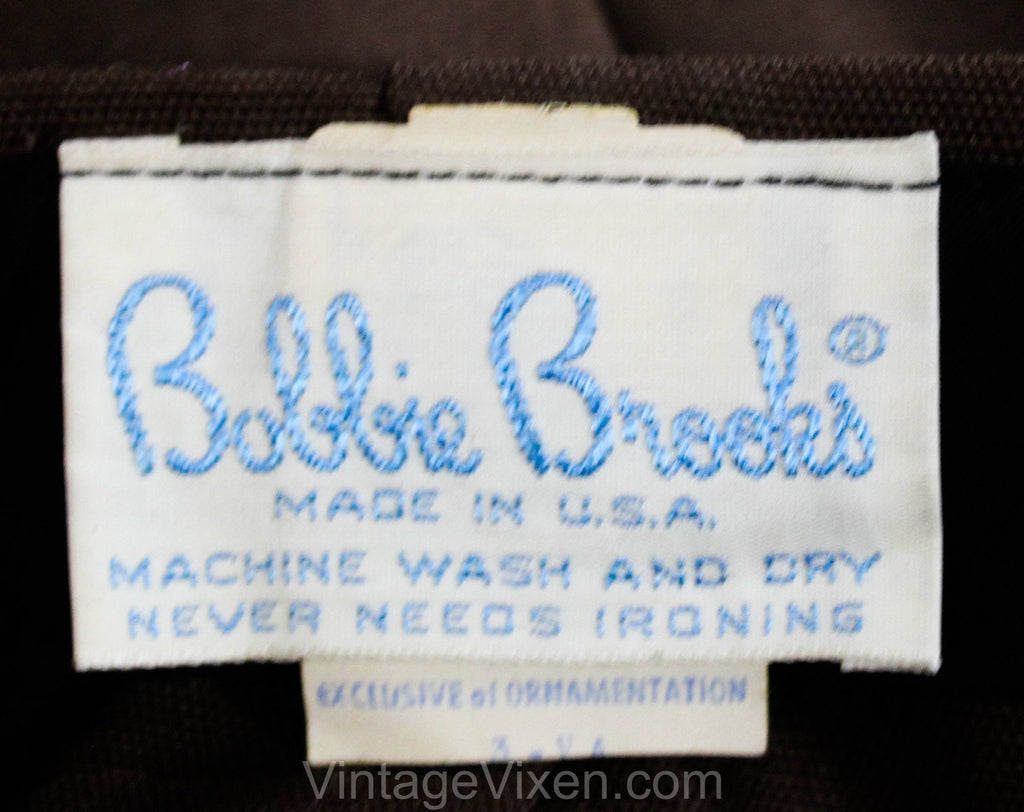 Bobbie Brooks®
MADE IN U.S.A.
MACHINE WASH AND DRY
NEVER NEEDS IRONING
EXCLUSIVE of ORNAMENTATION
VintageVixen.com